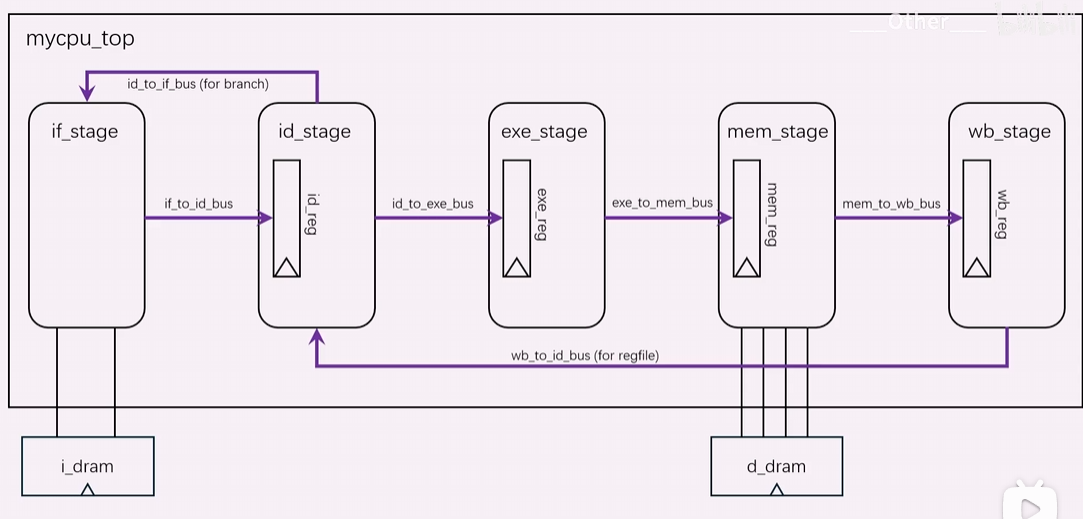 ___Other___
mycpu_top
id_to_if_bus (for branch)
if_stage
id_stage
exe_stage
mem_stage
wb_stage
if_to_id_bus
id_reg
id_to_exe_bus
exe_reg
exe_to_mem_bus
mem_reg
mem_to_wb_bus
wb_reg
wb_to_id_bus (for regfile)
i_dram
d_dram